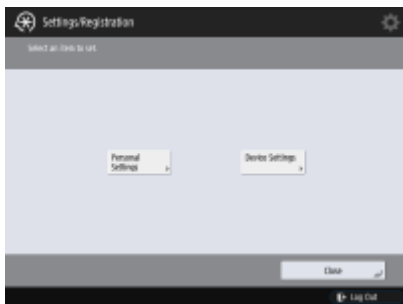 Settings/Registration
Select an item to set.
Personal
Settings
Device Settings
Close
Log Out